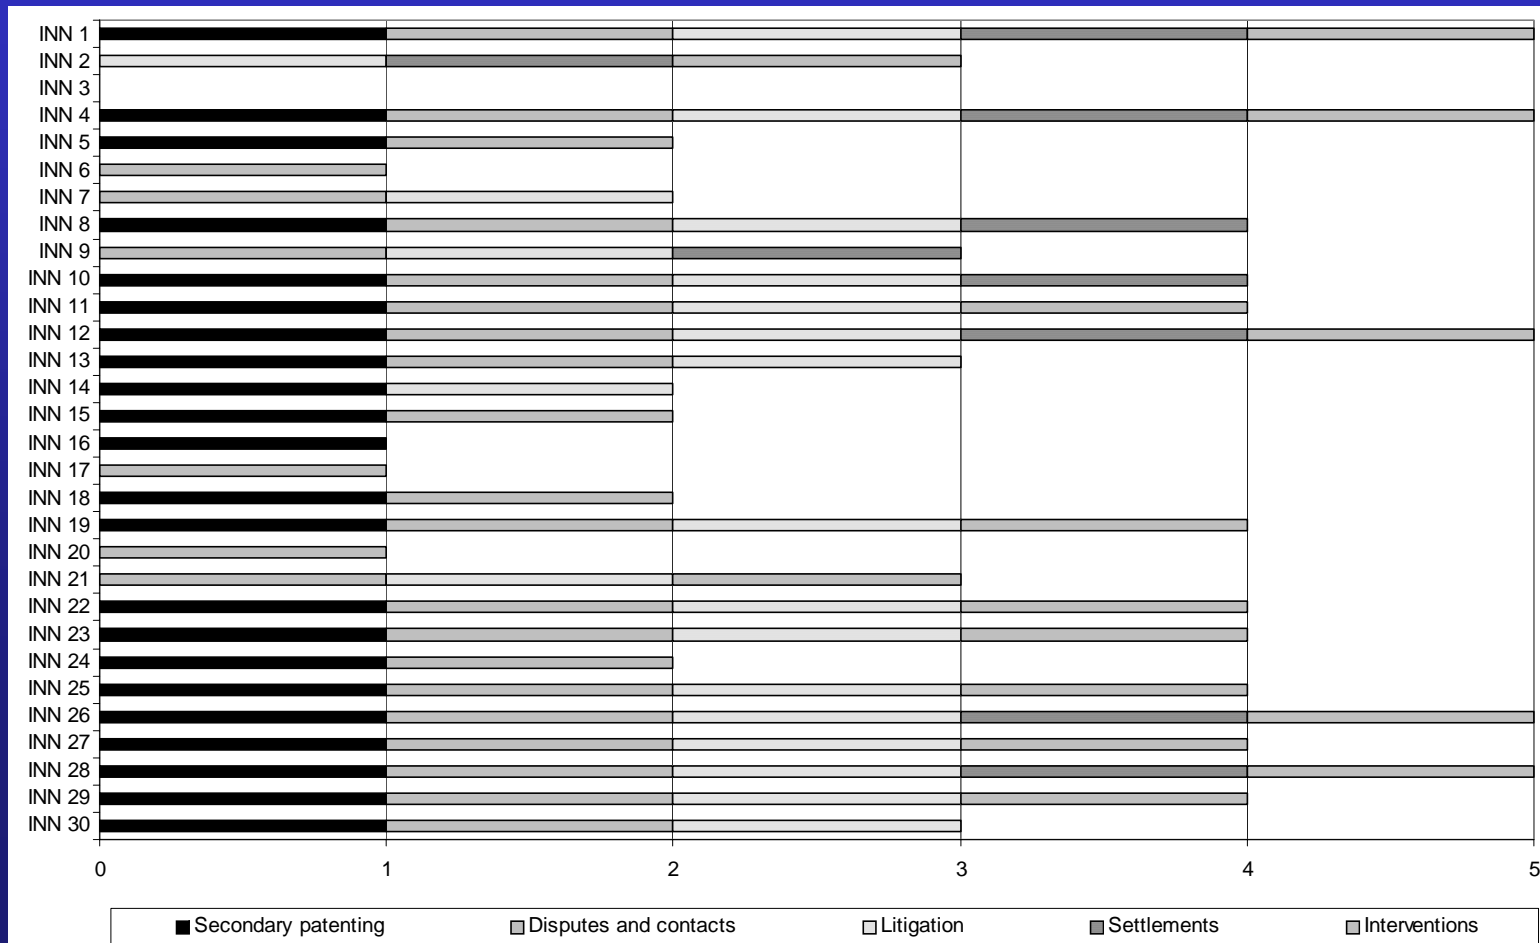 INN 1
INN 2
INN 3
INN 4
INN 5
INN 6
INN 7
INN 8
INN 9
INN 10
INN 11
INN 12
INN 13
INN 14
INN 15
INN 16
INN 17
INN 18
INN 19
INN 20
INN 21
INN 22
INN 23
INN 24
INN 25
INN 26
INN 27
INN 28
INN 29
INN 30
0 1 2 3 4 5
Secondary patenting Disputes and contacts Litigation Settlements Interventions